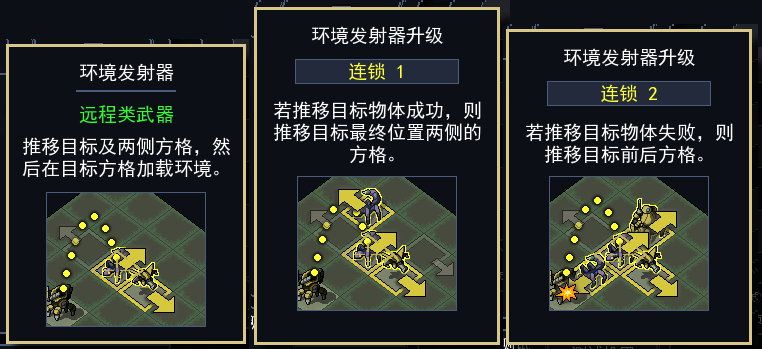 环境发射器
远程类武器
推移目标及两侧方格，然
后在目标方格加载环境。
环境发射器升级
连锁 1
若推移目标物体成功，则
推移目标最终位置两侧的
方格。
环境发射器升级
连锁 2
若推移目标物体失败，则
推移目标前后方格。